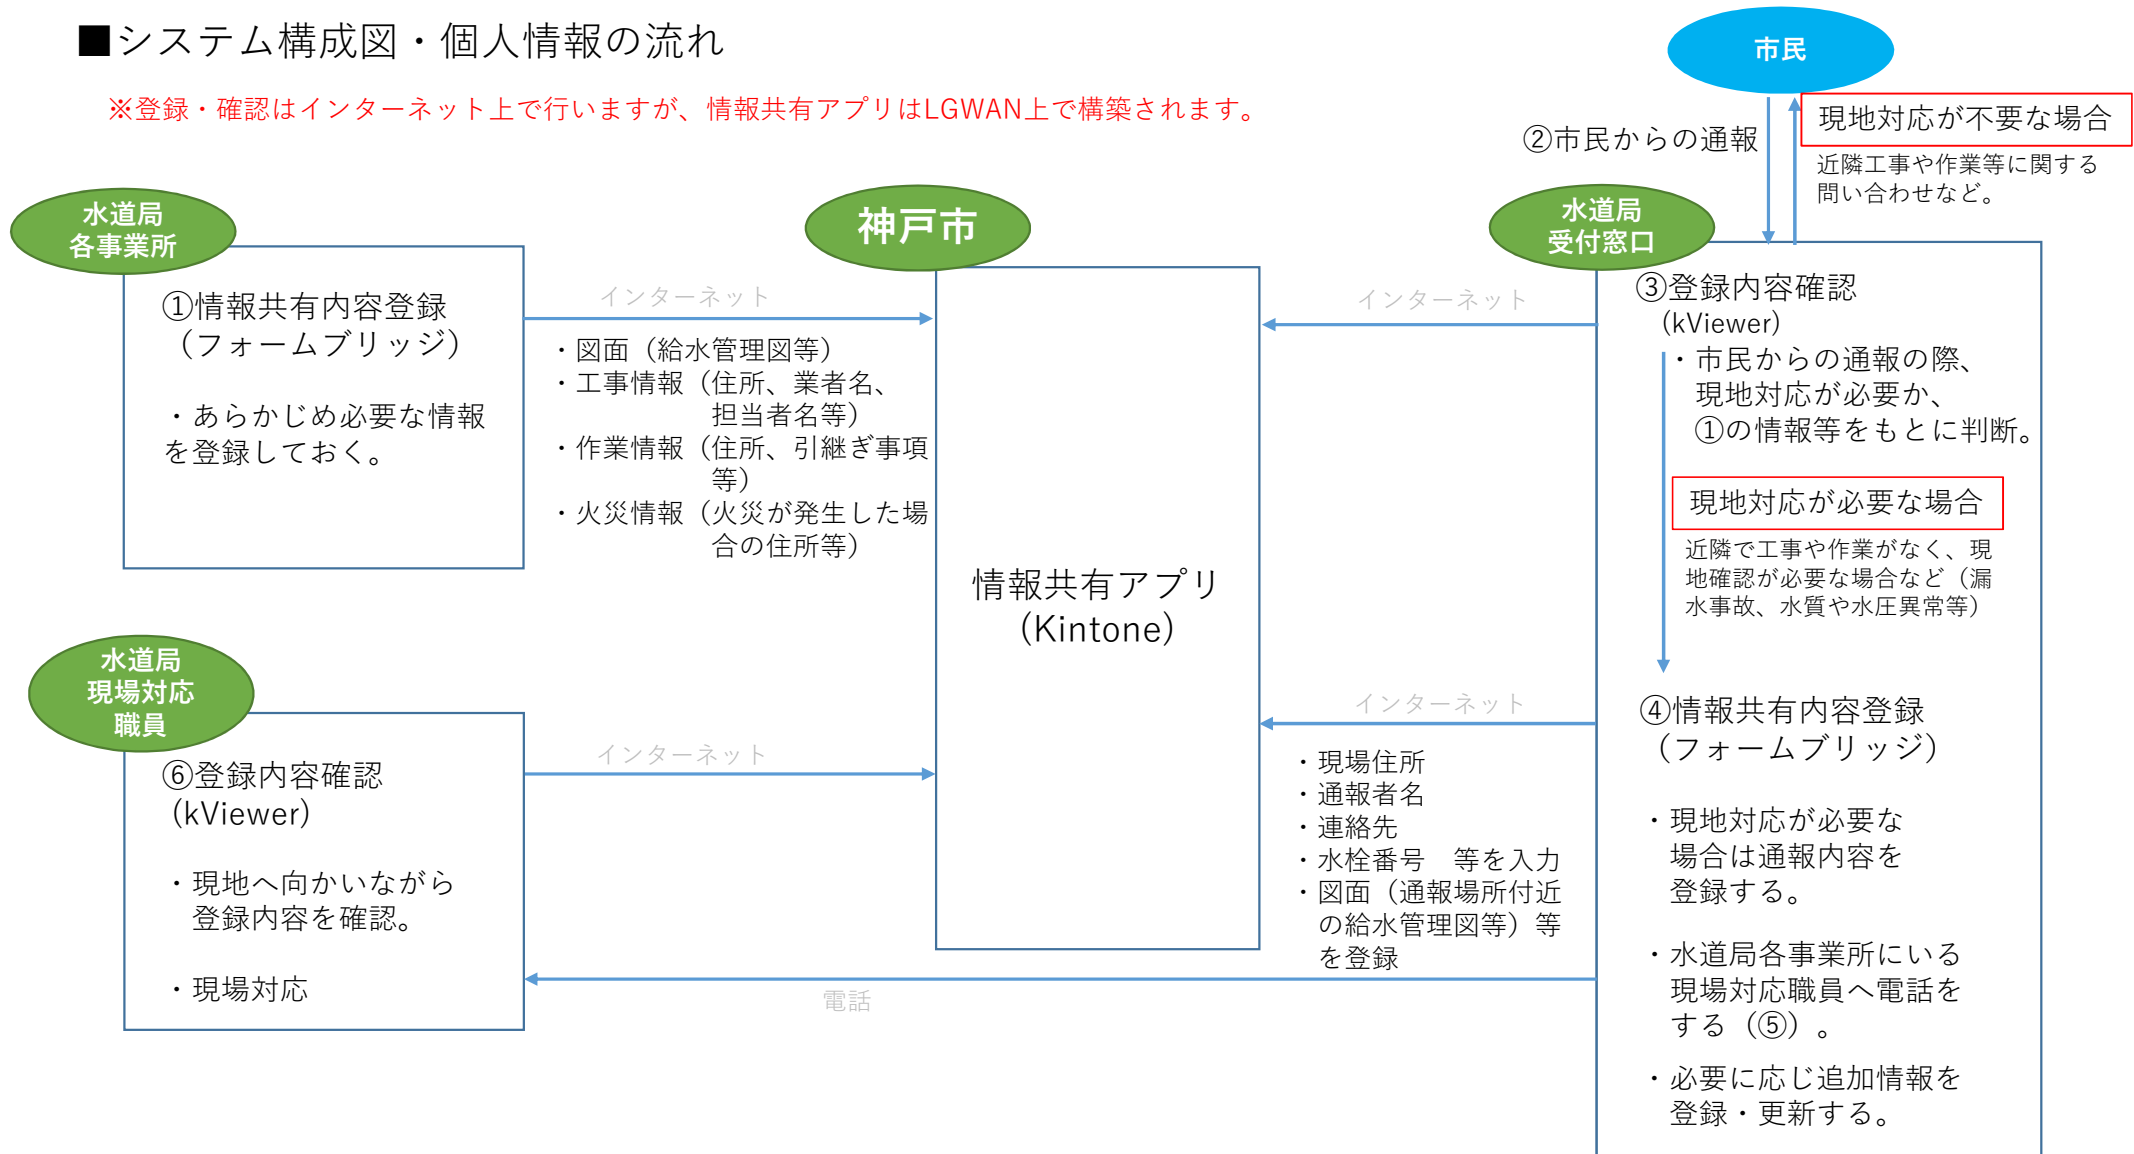 ■システム構成図・個人情報の流れ
※登録・確認はインターネット上で行いますが、情報共有アプリはLGWAN上で構築されます。
市民
②市民からの通報
現地対応が不要な場合
近隣工事や作業等に関する
問い合わせなど。
水道局
各事業所
①情報共有内容登録
（フォームブリッジ）
・あらかじめ必要な情報
を登録しておく。
インターネット
・図面（給水管理図等）
・工事情報（住所、業者名、
担当者名等）
・作業情報（住所、引継ぎ事項
等）
・火災情報（火災が発生した場
合の住所等）
神戸市
情報共有アプリ
（Kintone）
インターネット
水道局
受付窓口
③登録内容確認
（kViewer）
・市民からの通報の際、
現地対応が必要か、
①の情報等をもとに判断。
現地対応が必要な場合
近隣で工事や作業がなく、現
地確認が必要な場合など（漏
水事故、水質や水圧異常等）
④情報共有内容登録
（フォームブリッジ）
・現地対応が必要な
場合は通報内容を
登録する。
・水道局各事業所にいる
現場対応職員へ電話を
する（⑤）。
・必要に応じ追加情報を
登録・更新する。
インターネット
・現場住所
・通報者名
・連絡先
・水栓番号　等を入力
・図面（通報場所付近
の給水管理図等）等
を登録
電話
水道局
現場対応
職員
⑥登録内容確認
（kViewer）
・現地へ向かいながら
登録内容を確認。
・現場対応
インターネット